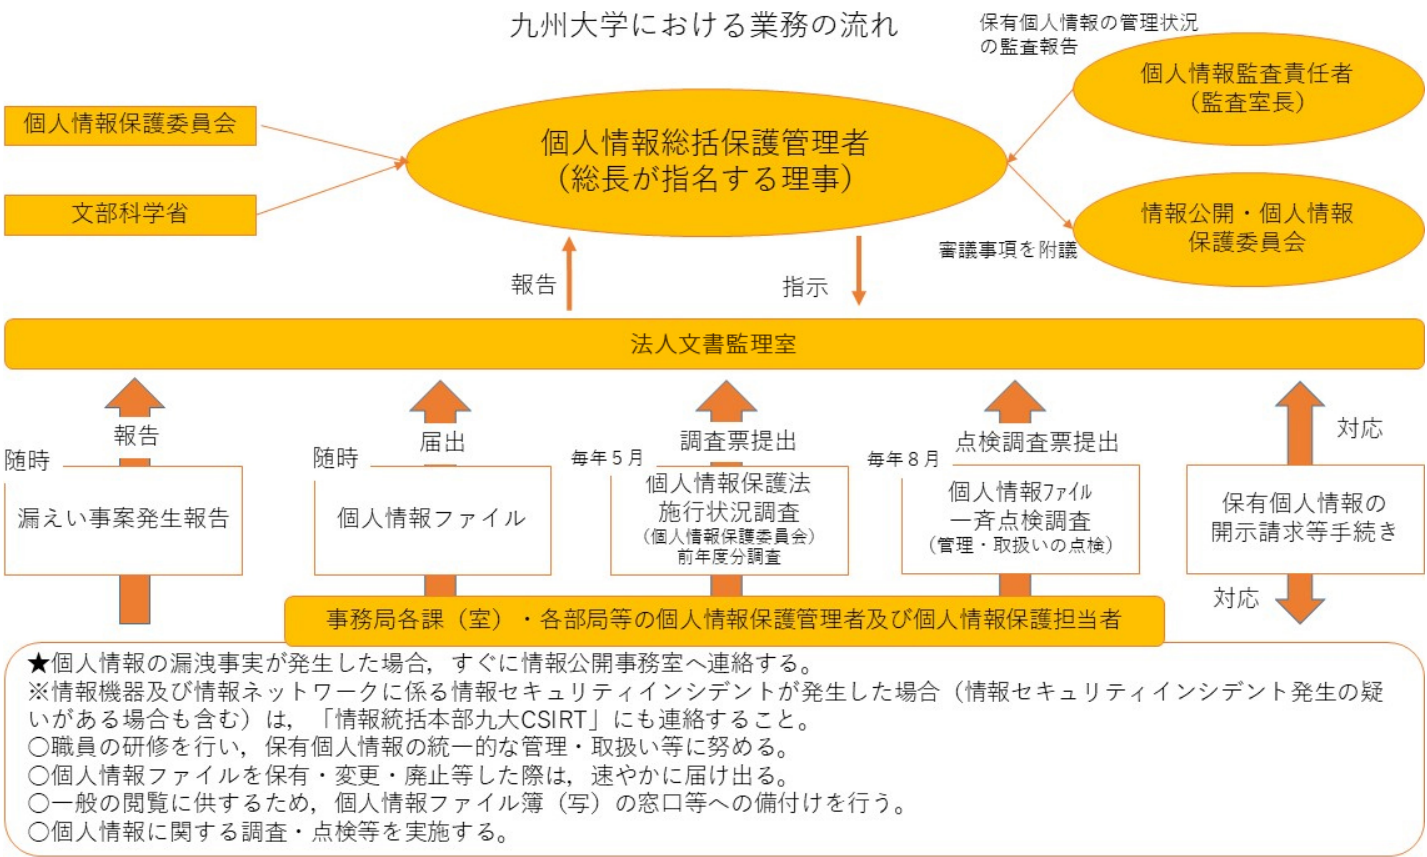 九州大学における業務の流れ
保有個人情報の管理状況
の監査報告
個人情報監査責任者
（監査室長）
個人情報保護委員会
個人情報総括保護管理者
（総長が指名する理事）
文部科学省
情報公開・個人情報
保護委員会
審議事項を附議
報告
指示
法人文書監理室
報告
随時
漏えい事案発生報告
届出
随時
個人情報ファイル
調査票提出
毎年５月
個人情報保護法
施行状況調査
（個人情報保護委員会）
前年度分調査
点検調査票提出
毎年８月
個人情報ﾌｧｲﾙ
一斉点検調査
（管理・取扱いの点検）
対応
保有個人情報の
開示請求等手続き
対応
事務局各課（室）・各部局等の個人情報保護管理者及び個人情報保護担当者
★個人情報の漏洩事実が発生した場合，すぐに情報公開事務室へ連絡する。
※情報機器及び情報ネットワークに係る情報セキュリティインシデントが発生した場合（情報セキュリティインシデント発生の疑
いがある場合も含む）は，「情報統括本部九大CSIRT」にも連絡すること。
○職員の研修を行い，保有個人情報の統一的な管理・取扱い等に努める。
○個人情報ファイルを保有・変更・廃止等した際は，速やかに届け出る。
○一般の閲覧に供するため，個人情報ファイル簿（写）の窓口等への備付けを行う。
○個人情報に関する調査・点検等を実施する。